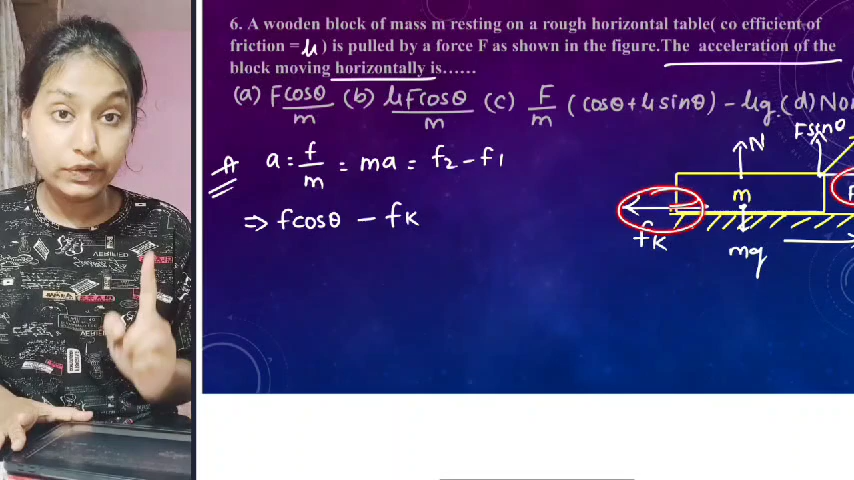 6. A wooden block of mass m resting on a rough horizontal table( co efficient of
friction =μ) is pulled by a force F as shown in the figure.The acceleration of the
block moving horizontally is......
(a) Fcosθ/m (b) μFcosθ/m (c) F/m (cosθ+μsinθ) - μg. (d)
a = f/m = ma = f2 - f1
⇒ fcosθ - fK
N
Fsinθ
m
fK
mg